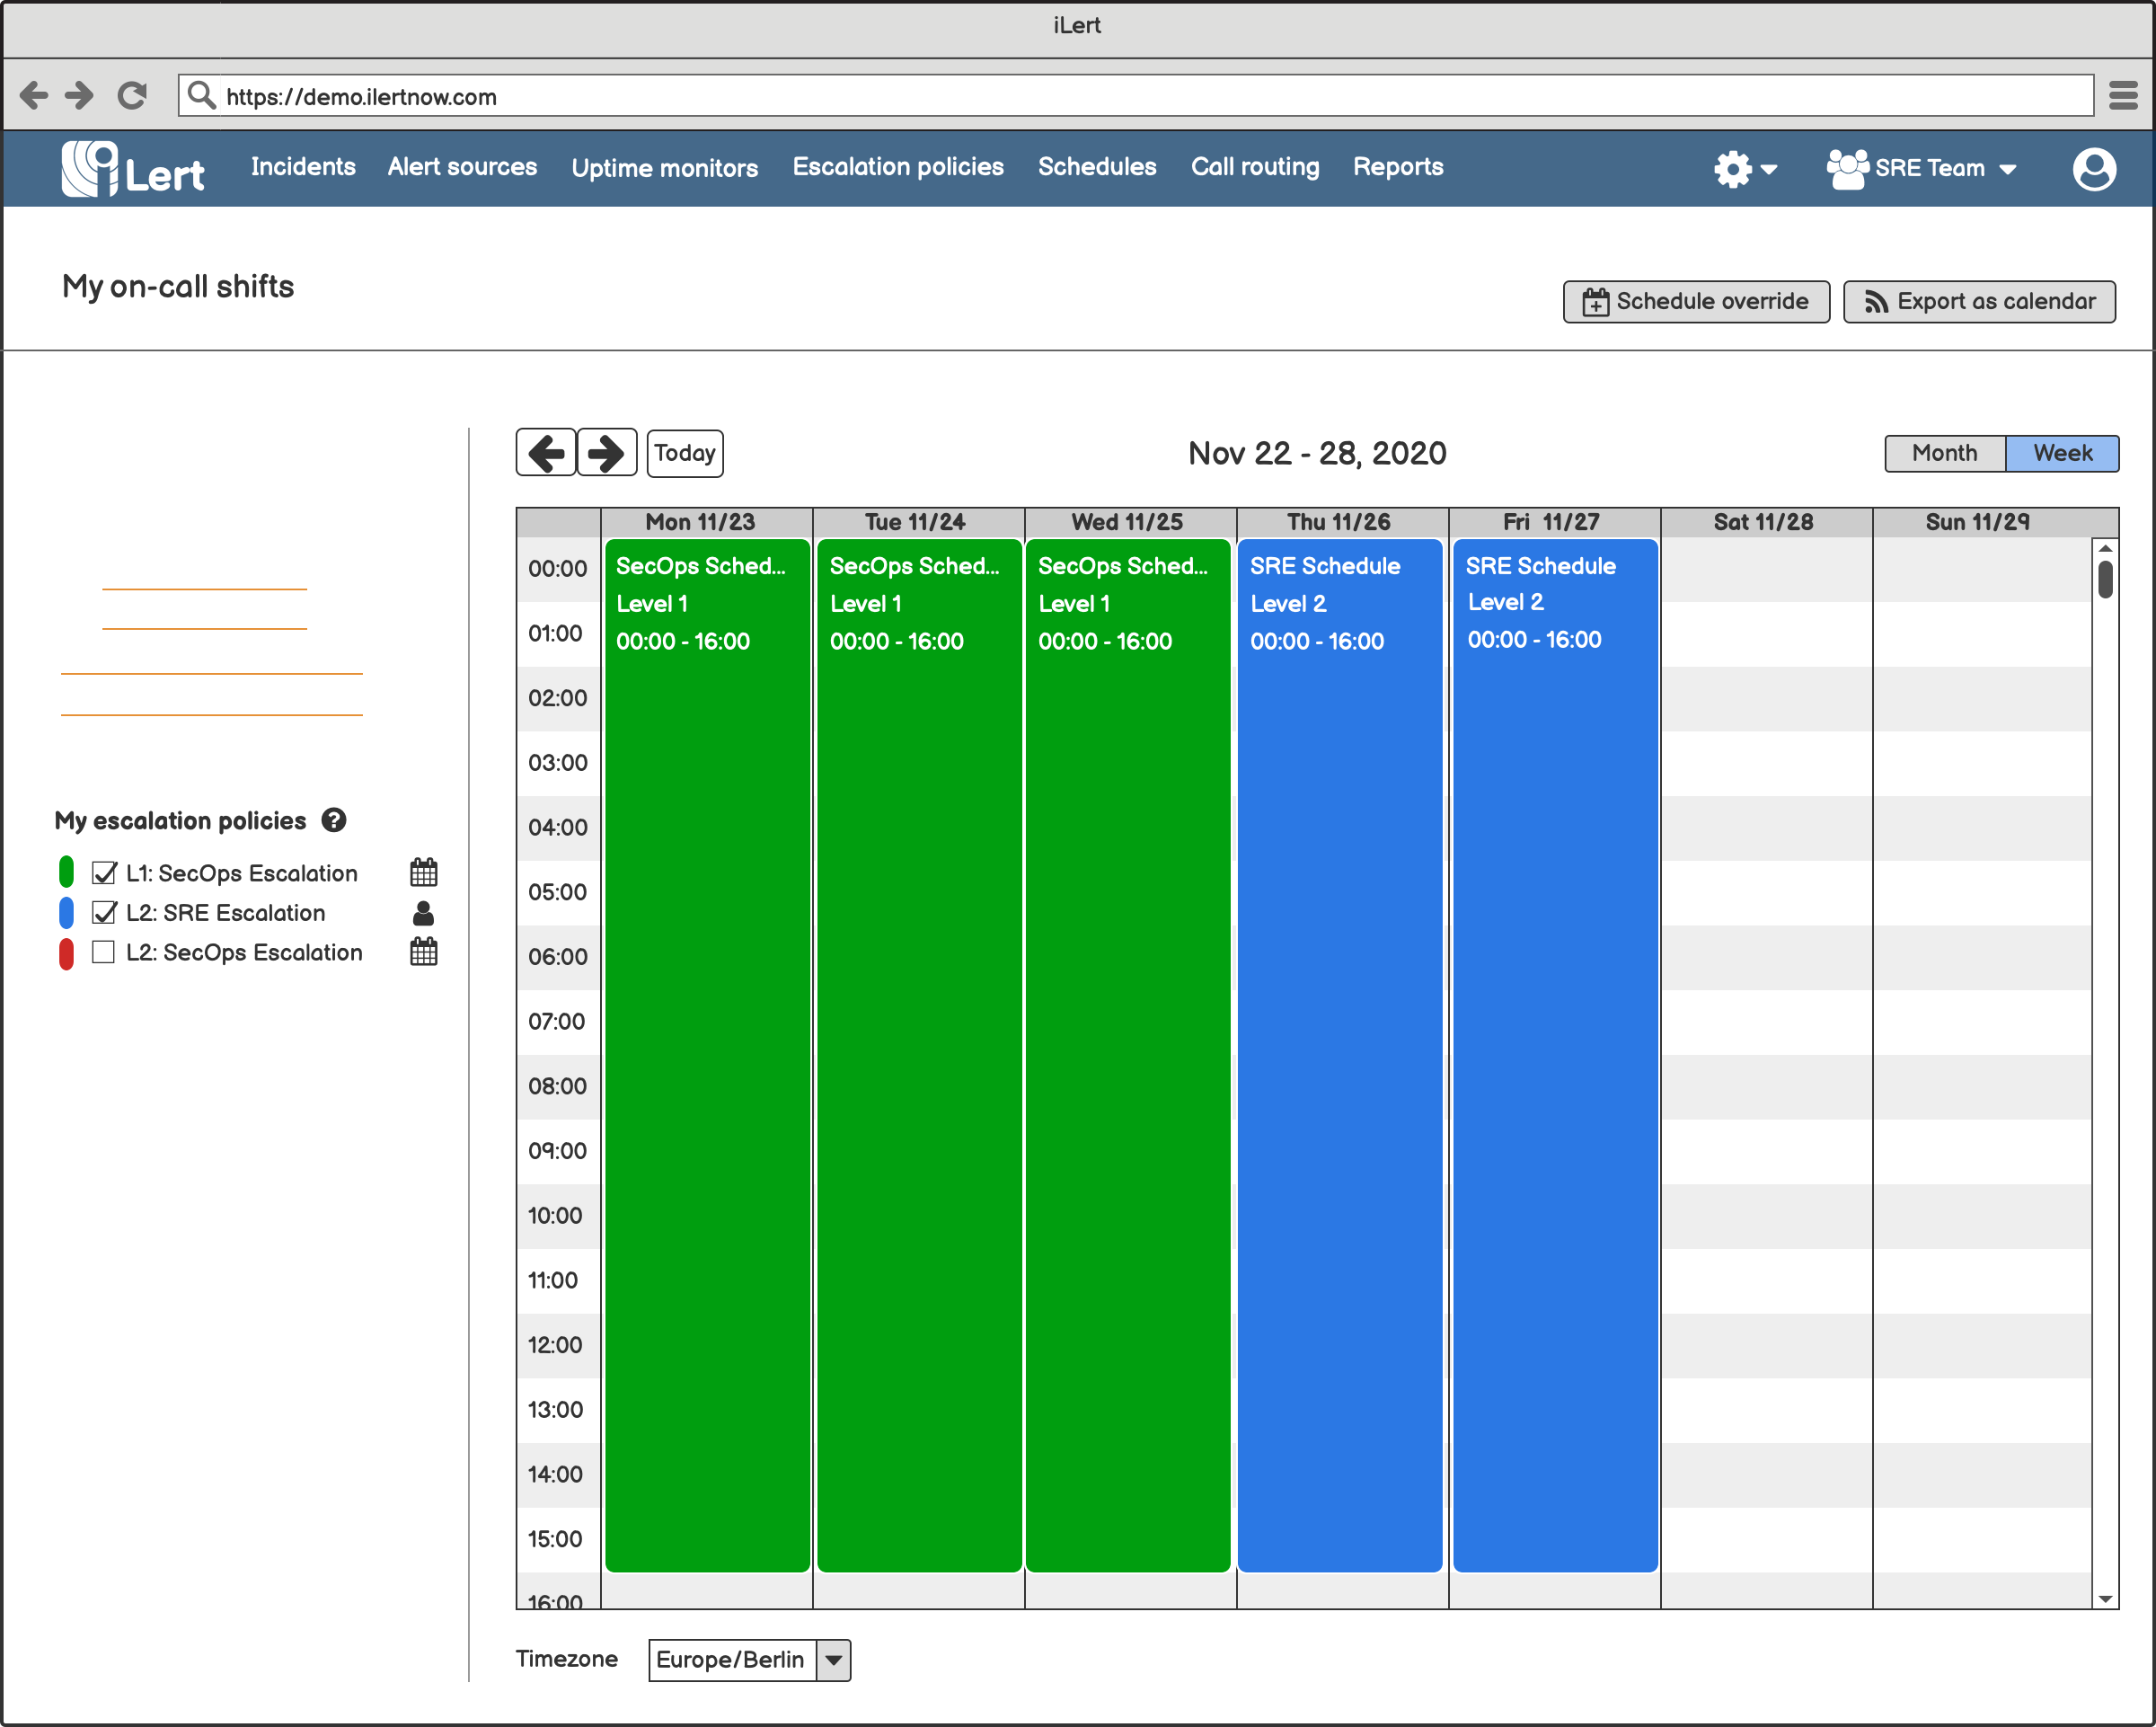 iLert
https://demo.ilertnow.com
iLert Incidents Alert sources Uptime monitors Escalation policies Schedules Call routing Reports SRE Team
My on-call shifts
Schedule override Export as calendar
Today Nov 22 - 28, 2020 Month Week
Mon 11/23 Tue 11/24 Wed 11/25 Thu 11/26 Fri 11/27 Sat 11/28 Sun 11/29
00:00 SecOps Sched... SecOps Sched... SecOps Sched... SRE Schedule SRE Schedule
Level 1 Level 1 Level 1 Level 2 Level 2
01:00 00:00 - 16:00 00:00 - 16:00 00:00 - 16:00 00:00 - 16:00 00:00 - 16:00
02:00
03:00
04:00
05:00
06:00
07:00
08:00
09:00
10:00
11:00
12:00
13:00
14:00
15:00
16:00
My escalation policies ?
L1: SecOps Escalation
L2: SRE Escalation
L2: SecOps Escalation
Timezone Europe/Berlin